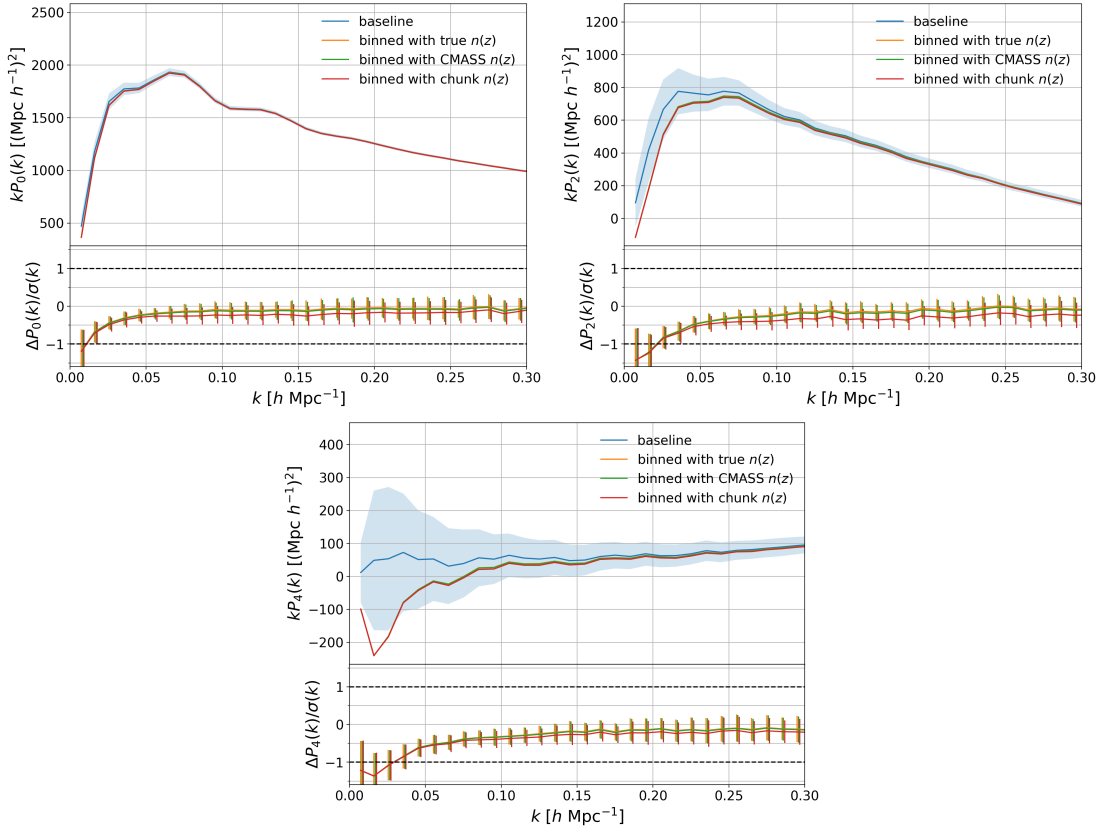 2500
2000
1500
1000
500
kP₀(k) [(Mpc h⁻¹)²]
baseline
binned with true n(z)
binned with CMASS n(z)
binned with chunk n(z)
1
0
−1
ΔP₀(k)/σ(k)
0.00 0.05 0.10 0.15 0.20 0.25 0.30
k [h Mpc⁻¹]
1200
1000
800
600
400
200
0
kP₂(k) [(Mpc h⁻¹)²]
baseline
binned with true n(z)
binned with CMASS n(z)
binned with chunk n(z)
1
0
−1
ΔP₂(k)/σ(k)
0.00 0.05 0.10 0.15 0.20 0.25 0.30
k [h Mpc⁻¹]
400
300
200
100
0
−100
−200
kP₄(k) [(Mpc h⁻¹)²]
baseline
binned with true n(z)
binned with CMASS n(z)
binned with chunk n(z)
1
0
−1
ΔP₄(k)/σ(k)
0.00 0.05 0.10 0.15 0.20 0.25 0.30
k [h Mpc⁻¹]